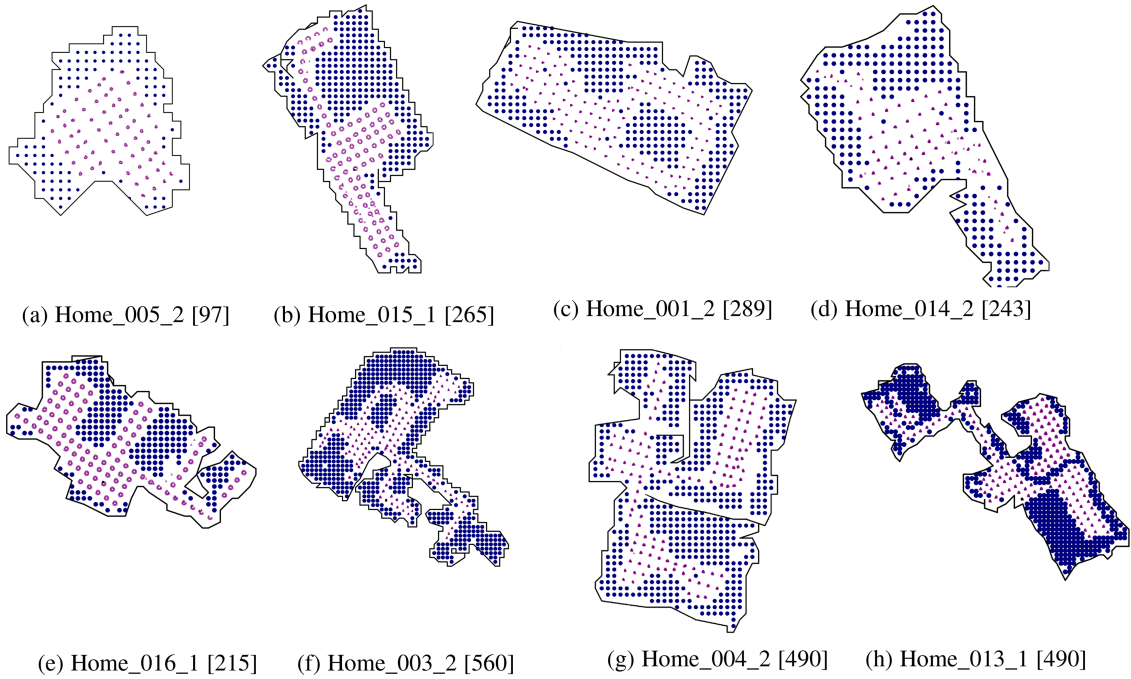 (a) Home_005_2 [97]
(b) Home_015_1 [265]
(c) Home_001_2 [289]
(d) Home_014_2 [243]
(e) Home_016_1 [215]
(f) Home_003_2 [560]
(g) Home_004_2 [490]
(h) Home_013_1 [490]